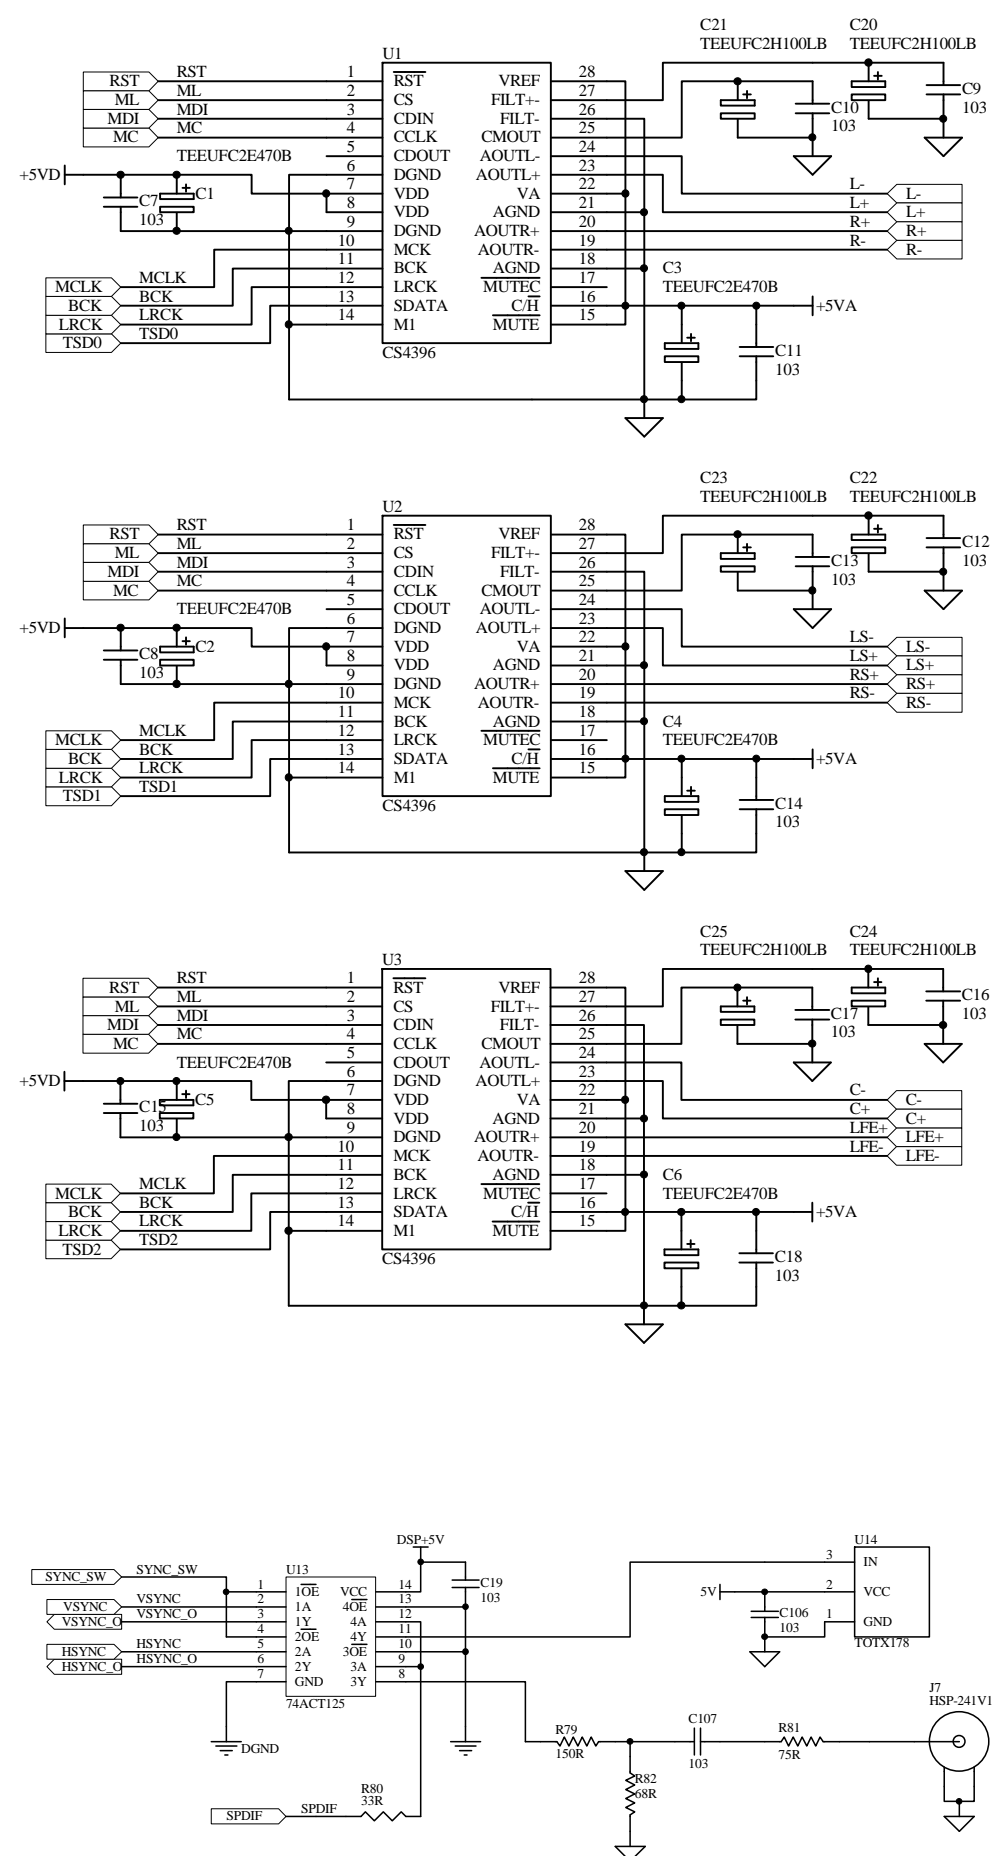 C21 C20
TEEUFC2H100LB TEEUFC2H100LB
U1
RST RST 1 RST VREF 28
ML ML 2 CS FILT+- 27
MDI MDI 3 CDIN FILT- 26
MC MC 4 CCLK CMOUT 25
C10 103
C9 103
TEEUFC2E470B 5 CDOUT AOUTL- 24
+5VD 6 DGND AOUTL+ 23
C7 103 C1 7 VDD VA 22 L- L-
8 VDD AGND 21 L+ L+
9 DGND AOUTR+ 20 R+ R+
10 MCK AOUTR- 19 R- R-
11 BCK AGND 18 C3
MCLK MCLK 12 LRCK MUTEC 17 TEEUFC2E470B
BCK BCK 13 SDATA C/H 16 +5VA
LRCK LRCK 14 M1 MUTE 15
TSD0 TSD0
CS4396
C11
103
C23 C22
TEEUFC2H100LB TEEUFC2H100LB
U2
RST RST 1 RST VREF 28
ML ML 2 CS FILT+- 27
MDI MDI 3 CDIN FILT- 26
MC MC 4 CCLK CMOUT 25
C13 103
C12 103
TEEUFC2E470B 5 CDOUT AOUTL- 24
+5VD 6 DGND AOUTL+ 23
C8 103 C2 7 VDD VA 22 LS- LS-
8 VDD AGND 21 LS+ LS+
9 DGND AOUTR+ 20 RS+ RS+
10 MCK AOUTR- 19 RS- RS-
11 BCK AGND 18 C4
MCLK MCLK 12 LRCK MUTEC 17 TEEUFC2E470B
BCK BCK 13 SDATA C/H 16 +5VA
LRCK LRCK 14 M1 MUTE 15
TSD1 TSD1
CS4396
C14
103
C25 C24
TEEUFC2H100LB TEEUFC2H100LB
U3
RST RST 1 RST VREF 28
ML ML 2 CS FILT+- 27
MDI MDI 3 CDIN FILT- 26
MC MC 4 CCLK CMOUT 25
C17 103
C16 103
TEEUFC2E470B 5 CDOUT AOUTL- 24
+5VD 6 DGND AOUTL+ 23
C15 103 C5 7 VDD VA 22 C- C-
8 VDD AGND 21 C+ C+
9 DGND AOUTR+ 20 LFE+ LFE+
10 MCK AOUTR- 19 LFE- LFE-
11 BCK AGND 18 C6
MCLK MCLK 12 LRCK MUTEC 17 TEEUFC2E470B
BCK BCK 13 SDATA C/H 16 +5VA
LRCK LRCK 14 M1 MUTE 15
TSD2 TSD2
CS4396
C18
103
DSP+5V
U14
3 IN
5V 2 VCC
C106 103
1 GND
TOTX178
SYNC_SW SYNC_SW
U13
C19
103
1 1OE VCC 14
VSYNC VSYNC 2 1A 4OE 13
VSYNC_O VSYNC_O 3 1Y 4A 12
4 2OE 4Y 11
HSYNC HSYNC 5 2A 3OE 10
HSYNC_O HSYNC_O 6 2Y 3A 9
7 GND 3Y 8
74ACT125
J7
HSP-241V1
DGND
R79
150R
C107
103
R81
75R
R82
68R
R80
33R
SPDIF SPDIF